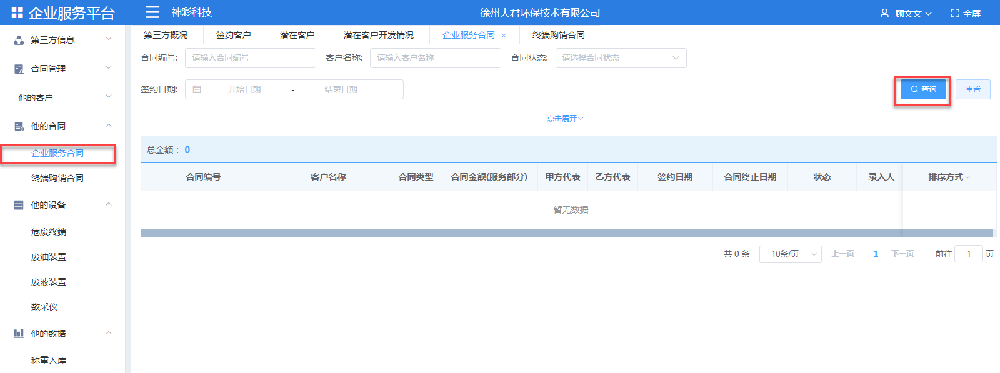 企业服务平台
神彩科技
徐州大君环保技术有限公司
顾文文
全屏
第三方信息
合同管理
他的客户
他的合同
企业服务合同
终端购销合同
他的设备
危废终端
废油装置
废液装置
数采仪
他的数据
称重入库
第三方概况 签约客户 潜在客户 潜在客户开发情况 企业服务合同 × 终端购销合同
合同编号: 请输入合同编号 客户名称: 请输入客户名称 合同状态: 请选择合同状态
签约日期: 开始日期 - 结束日期 查询 重置
点击展开
总金额： 0
合同编号 客户名称 合同类型 合同金额(服务部分) 甲方代表 乙方代表 签约日期 合同终止日期 状态 录入人 排序方式
暂无数据
共 0 条 10条/页 上一页 1 下一页 前往 1 页